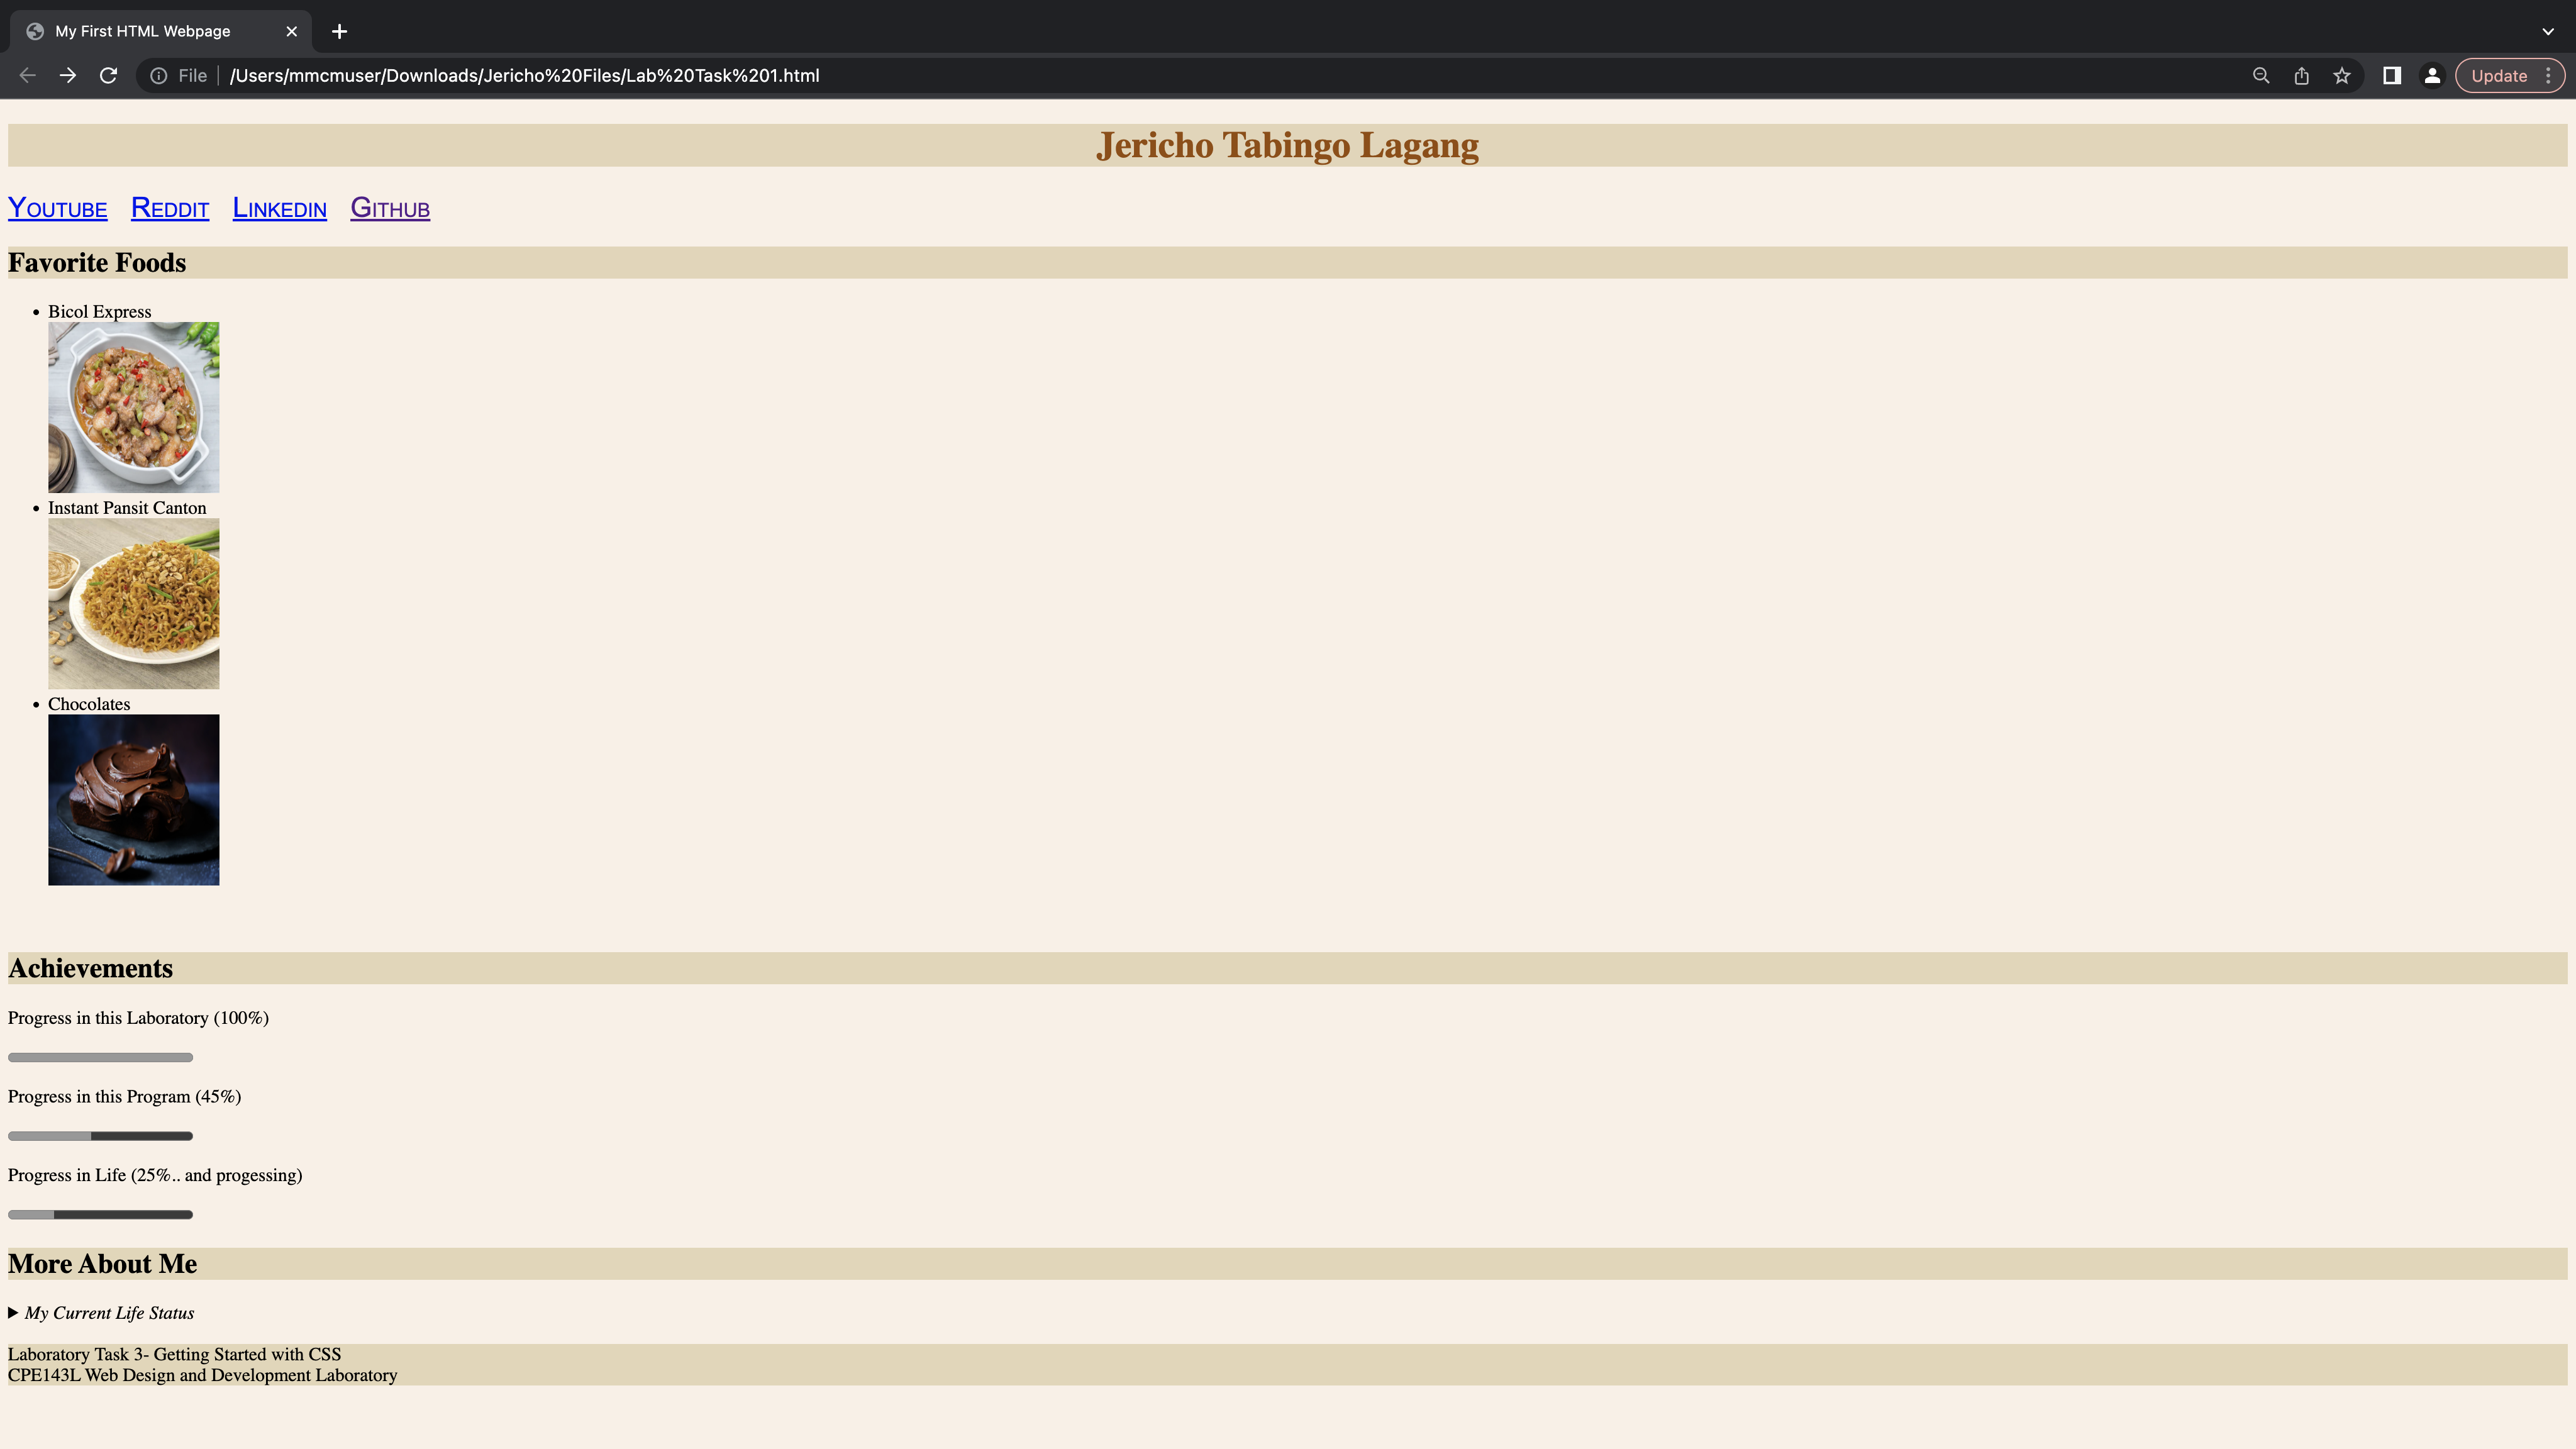 My First HTML Webpage
File /Users/mmcmuser/Downloads/Jericho%20Files/Lab%20Task%201.html
Update
Jericho Tabingo Lagang
Youtube Reddit Linkedin Github
Favorite Foods
Bicol Express
Instant Pansit Canton
Chocolates
Achievements
Progress in this Laboratory (100%)
Progress in this Program (45%)
Progress in Life (25%.. and progessing)
More About Me
My Current Life Status
Laboratory Task 3- Getting Started with CSS
CPE143L Web Design and Development Laboratory